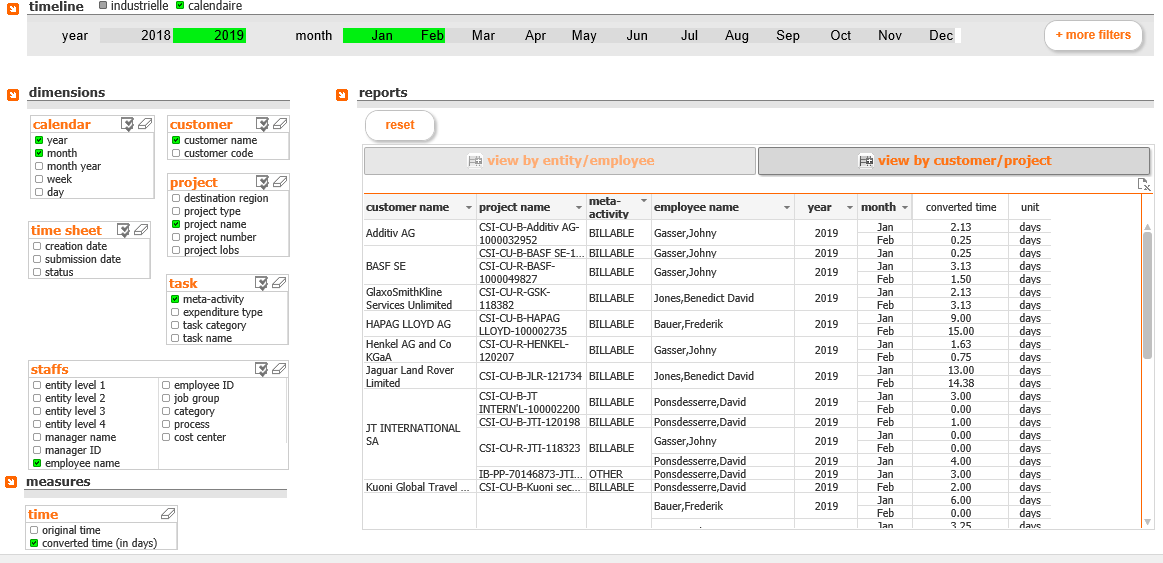 timeline industrielle calendaire
year 2018 2019 month Jan Feb Mar Apr May Jun Jul Aug Sep Oct Nov Dec + more filters
dimensions
calendar
year
month
month year
week
day
customer
customer name
customer code
project
destination region
project type
project name
project number
project lobs
time sheet
creation date
submission date
status
task
meta-activity
expenditure type
task category
task name
staffs
entity level 1
entity level 2
entity level 3
entity level 4
manager name
manager ID
employee name
employee ID
job group
category
process
cost center
measures
time
original time
converted time (in days)
reports
reset
view by entity/employee view by customer/project
customer name project name meta-activity employee name year month converted time unit
Additiv AG CSI-CU-B-Additiv AG-1000032952 BILLABLE Gasser,Johny 2019 Jan 2.13 days
Feb 0.25 days
BASF SE CSI-CU-B-BASF SE-1... BILLABLE Gasser,Johny 2019 Jan 0.25 days
CSI-CU-R-BASF-1000049827 BILLABLE Gasser,Johny 2019 Jan 3.13 days
Feb 1.50 days
GlaxoSmithKline Services Unlimited CSI-CU-R-GSK-118382 BILLABLE Jones,Benedict David 2019 Jan 2.13 days
Feb 3.13 days
HAPAG LLOYD AG CSI-CU-B-HAPAG LLOYD-100002735 BILLABLE Bauer,Frederik 2019 Jan 9.00 days
Feb 15.00 days
Henkel AG and Co KGaA CSI-CU-R-HENKEL-120207 BILLABLE Gasser,Johny 2019 Jan 1.63 days
Feb 0.75 days
Jaguar Land Rover Limited CSI-CU-B-JLR-121734 BILLABLE Jones,Benedict David 2019 Jan 13.00 days
Feb 14.38 days
JT INTERNATIONAL SA CSI-CU-B-JT INTERN'L-100002200 BILLABLE Ponsdesserre,David 2019 Jan 3.00 days
Feb 0.00 days
CSI-CU-B-JTI-120198 BILLABLE Ponsdesserre,David 2019 Feb 1.00 days
CSI-CU-R-JTI-118323 BILLABLE Gasser,Johny 2019 Jan 0.00 days
Feb 0.00 days
Ponsdesserre,David 2019 Jan 4.00 days
IB-PP-70146873-JTI... OTHER Ponsdesserre,David 2019 Jan 3.00 days
Kuoni Global Travel ... CSI-CU-B-Kuoni sec... BILLABLE Ponsdesserre,David 2019 Feb 2.00 days
Bauer,Frederik 2019 Jan 6.00 days
Feb 0.00 days
Jan 3.25 days